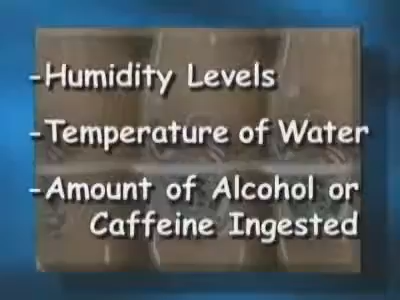 -Humidity Levels
-Temperature of Water
-Amount of Alcohol or
Caffeine Ingested